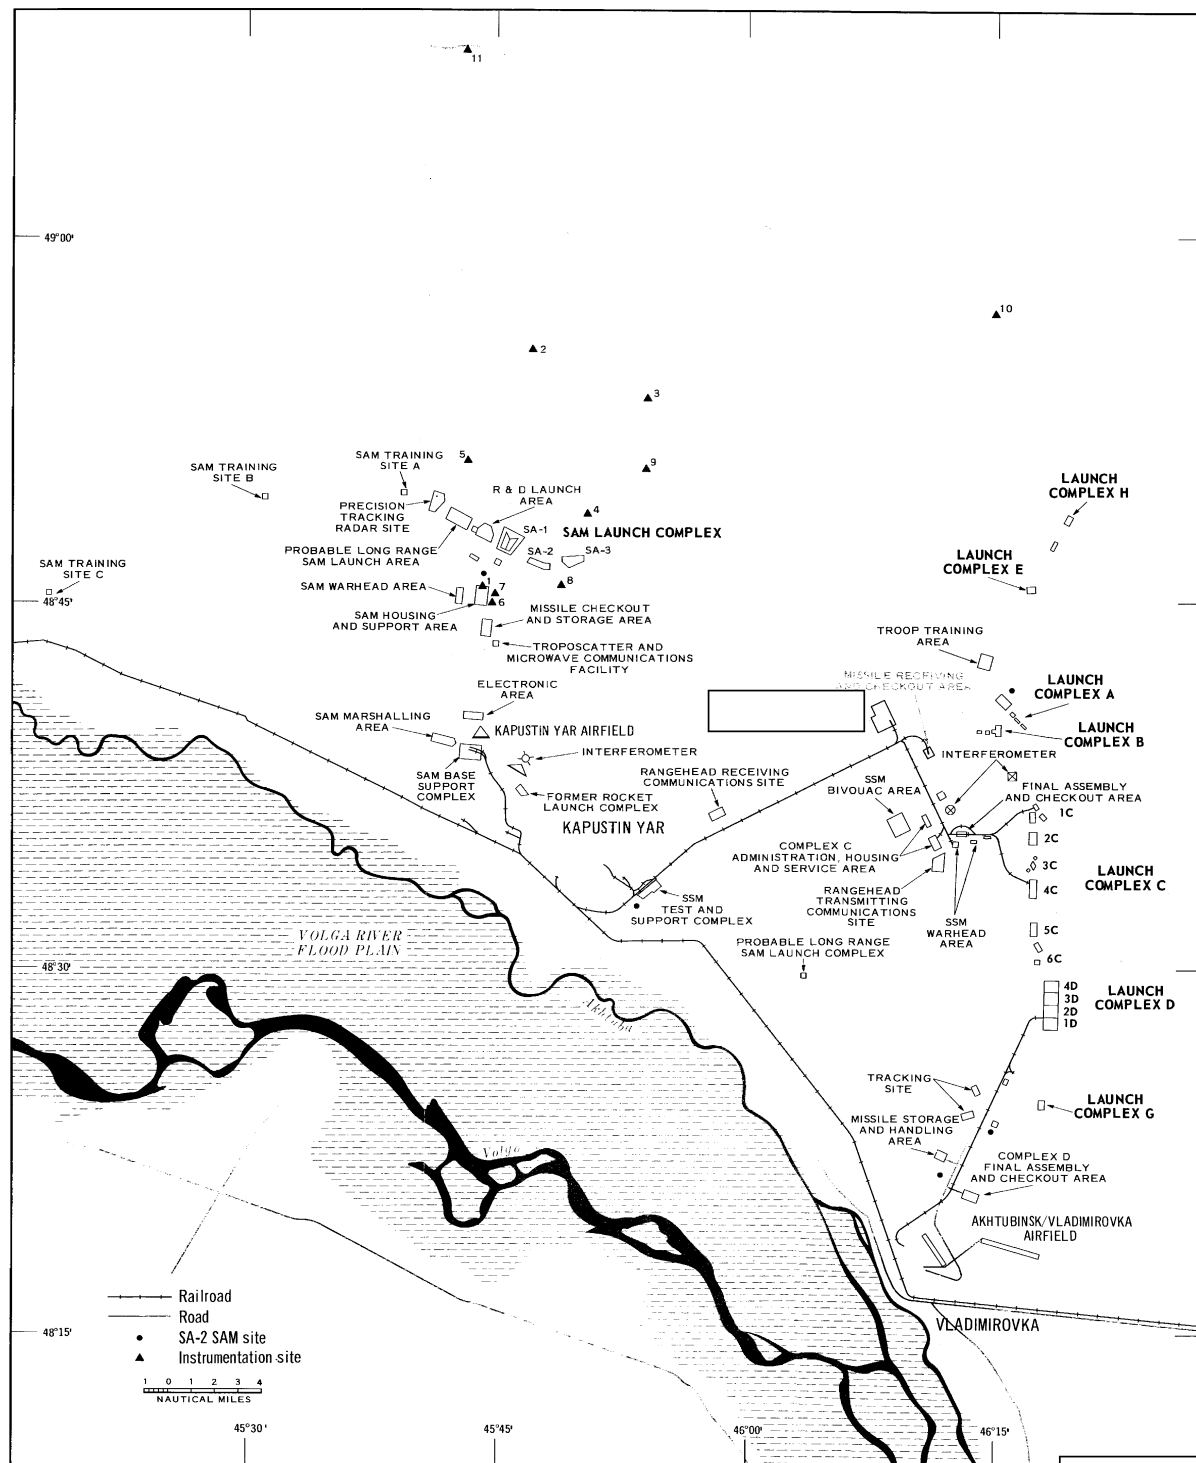 11
49°00'
10
2
3
5
9
SAM TRAINING
SITE B
SAM TRAINING
SITE A
R & D LAUNCH
AREA
PRECISION
TRACKING
RADAR SITE
4
SA-1
SAM LAUNCH COMPLEX
LAUNCH
COMPLEX H
PROBABLE LONG RANGE
SAM LAUNCH AREA
SA-2
SA-3
LAUNCH
COMPLEX E
SAM TRAINING
SITE C
48°45'
SAM WARHEAD AREA
1
7
8
6
SAM HOUSING
AND SUPPORT AREA
MISSILE CHECKOUT
AND STORAGE AREA
TROPOSCATTER AND
MICROWAVE COMMUNICATIONS
FACILITY
TROOP TRAINING
AREA
MISSILE RECEIVING
AND CHECKOUT AREA
LAUNCH
COMPLEX A
ELECTRONIC
AREA
SAM MARSHALLING
AREA
KAPUSTIN YAR AIRFIELD
LAUNCH
COMPLEX B
INTERFEROMETER
INTERFEROMETER
SAM BASE
SUPPORT
COMPLEX
FORMER ROCKET
LAUNCH COMPLEX
RANGEHEAD RECEIVING
COMMUNICATIONS SITE
SSM
BIVOUAC AREA
FINAL ASSEMBLY
AND CHECKOUT AREA
KAPUSTIN YAR
1C
2C
3C
4C
5C
6C
LAUNCH
COMPLEX C
COMPLEX C
ADMINISTRATION, HOUSING
AND SERVICE AREA
RANGEHEAD
TRANSMITTING
COMMUNICATIONS
SITE
SSM
WARHEAD
AREA
SSM
TEST AND
SUPPORT COMPLEX
PROBABLE LONG RANGE
SAM LAUNCH COMPLEX
VOLGA RIVER
FLOOD PLAIN
48°30'
Akhtuba
4D
3D
2D
1D
LAUNCH
COMPLEX D
TRACKING
SITE
LAUNCH
COMPLEX G
MISSILE STORAGE
AND HANDLING
AREA
Volga
COMPLEX D
FINAL ASSEMBLY
AND CHECKOUT AREA
AKHTUBINSK/VLADIMIROVKA
AIRFIELD
VLADIMIROVKA
Railroad
Road
SA-2 SAM site
Instrumentation site
48°15'
1 0 1 2 3 4
NAUTICAL MILES
45°30'
45°45'
46°00'
46°15'